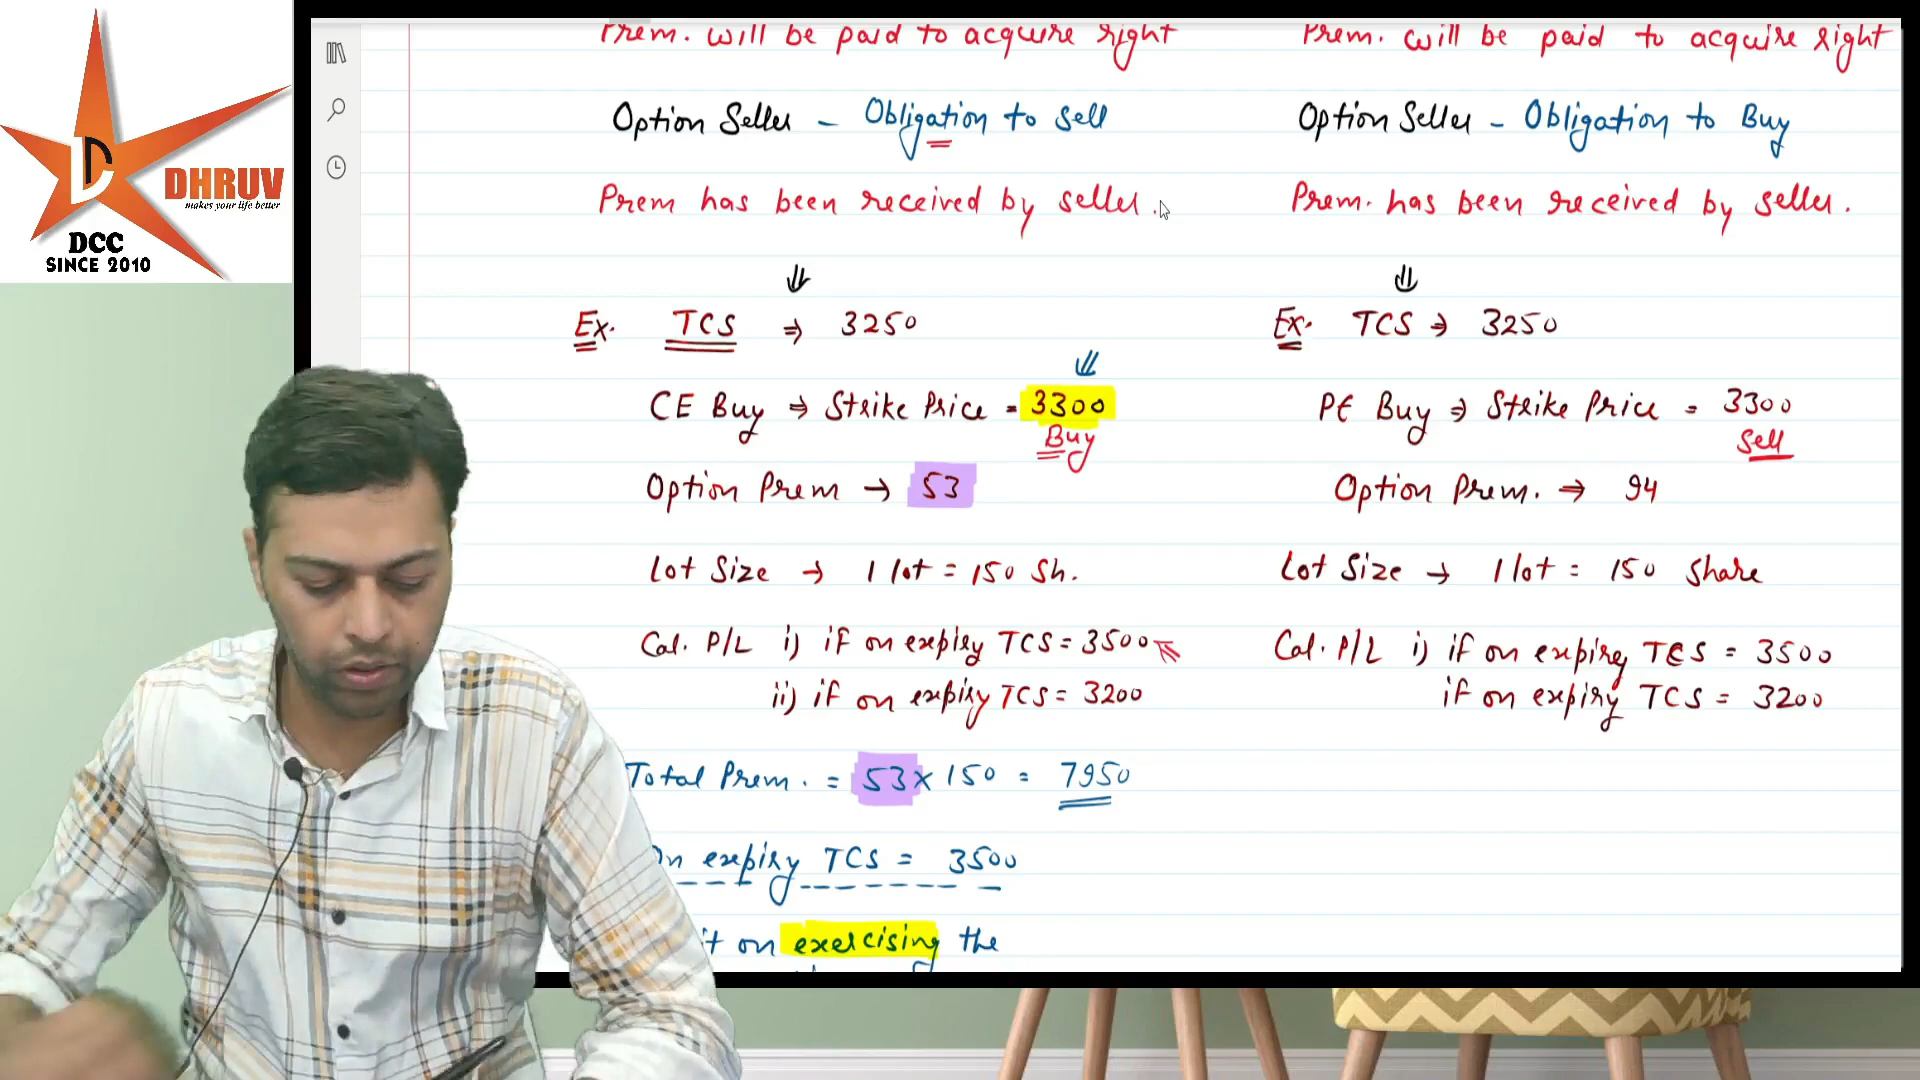 DHRUV
makes your life better
DCC
SINCE 2010
Prem. will be paid to acquire right
Option Seller - Obligation to Sell
Prem has been received by seller.
Ex. TCS ⇒ 3250
CE Buy ⇒ Strike Price = 3300
Buy
Option Prem → 53
Lot Size → 1 lot = 150 Sh.
Cal. P/L i) if on expiry TCS = 3500
ii) if on expiry TCS = 3200
Total Prem. = 53 x 150 = 7950
On expiry TCS = 3500
on exercising the
Prem. will be paid to acquire right
Option Seller - Obligation to Buy
Prem. has been received by seller.
Ex. TCS ⇒ 3250
PE Buy ⇒ Strike Price = 3300
Sell
Option Prem. ⇒ 94
Lot Size → 1 lot = 150 Share
Cal. P/L i) if on expiry TCS = 3500
if on expiry TCS = 3200